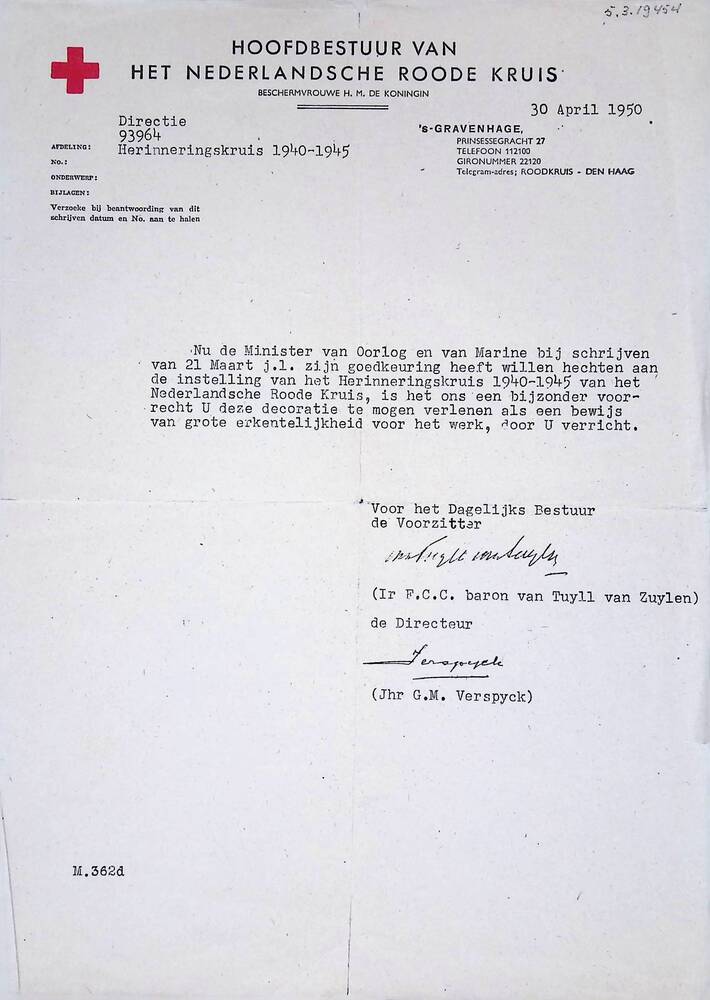 5.3.19454
HOOFDBESTUUR VAN
HET NEDERLANDSCHE ROODE KRUIS
BESCHERMVROUWE H. M. DE KONINGIN
30 April 1950
's-GRAVENHAGE,
PRINSESSEGRACHT 27
TELEFOON 112100
GIRONUMMER 22120
Telegram-adres; ROODKRUIS - DEN HAAG
Directie
93964
AFDELING: Herinneringskruis 1940-1945
No.:
ONDERWERP:
BIJLAGEN:
Verzoeke bij beantwoording van dit
schrijven datum en No. aan te halen
Nu de Minister van Oorlog en van Marine bij schrijven
van 21 Maart j.l. zijn goedkeuring heeft willen hechten aan
de instelling van het Herinneringskruis 1940-1945 van het
Nederlandsche Roode Kruis, is het ons een bijzonder voor-
recht U deze decoratie te mogen verlenen als een bewijs
van grote erkentelijkheid voor het werk, door U verricht.
Voor het Dagelijks Bestuur
de Voorzitter
(Ir F.C.C. baron van Tuyll van Zuylen)
de Directeur
Verspyck
(Jhr G.M. Verspyck)
M.362d